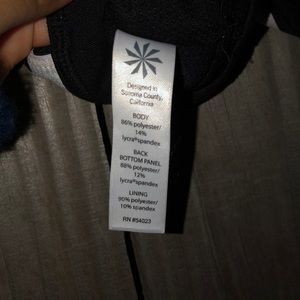 Designed in
Sonoma County,
California
BODY
86% polyester/
14%
lycra®spandex
BACK
BOTTOM PANEL
88% polyester/
12%
lycra®spandex
LINING
90% polyester/
10% spandex
RN #54023